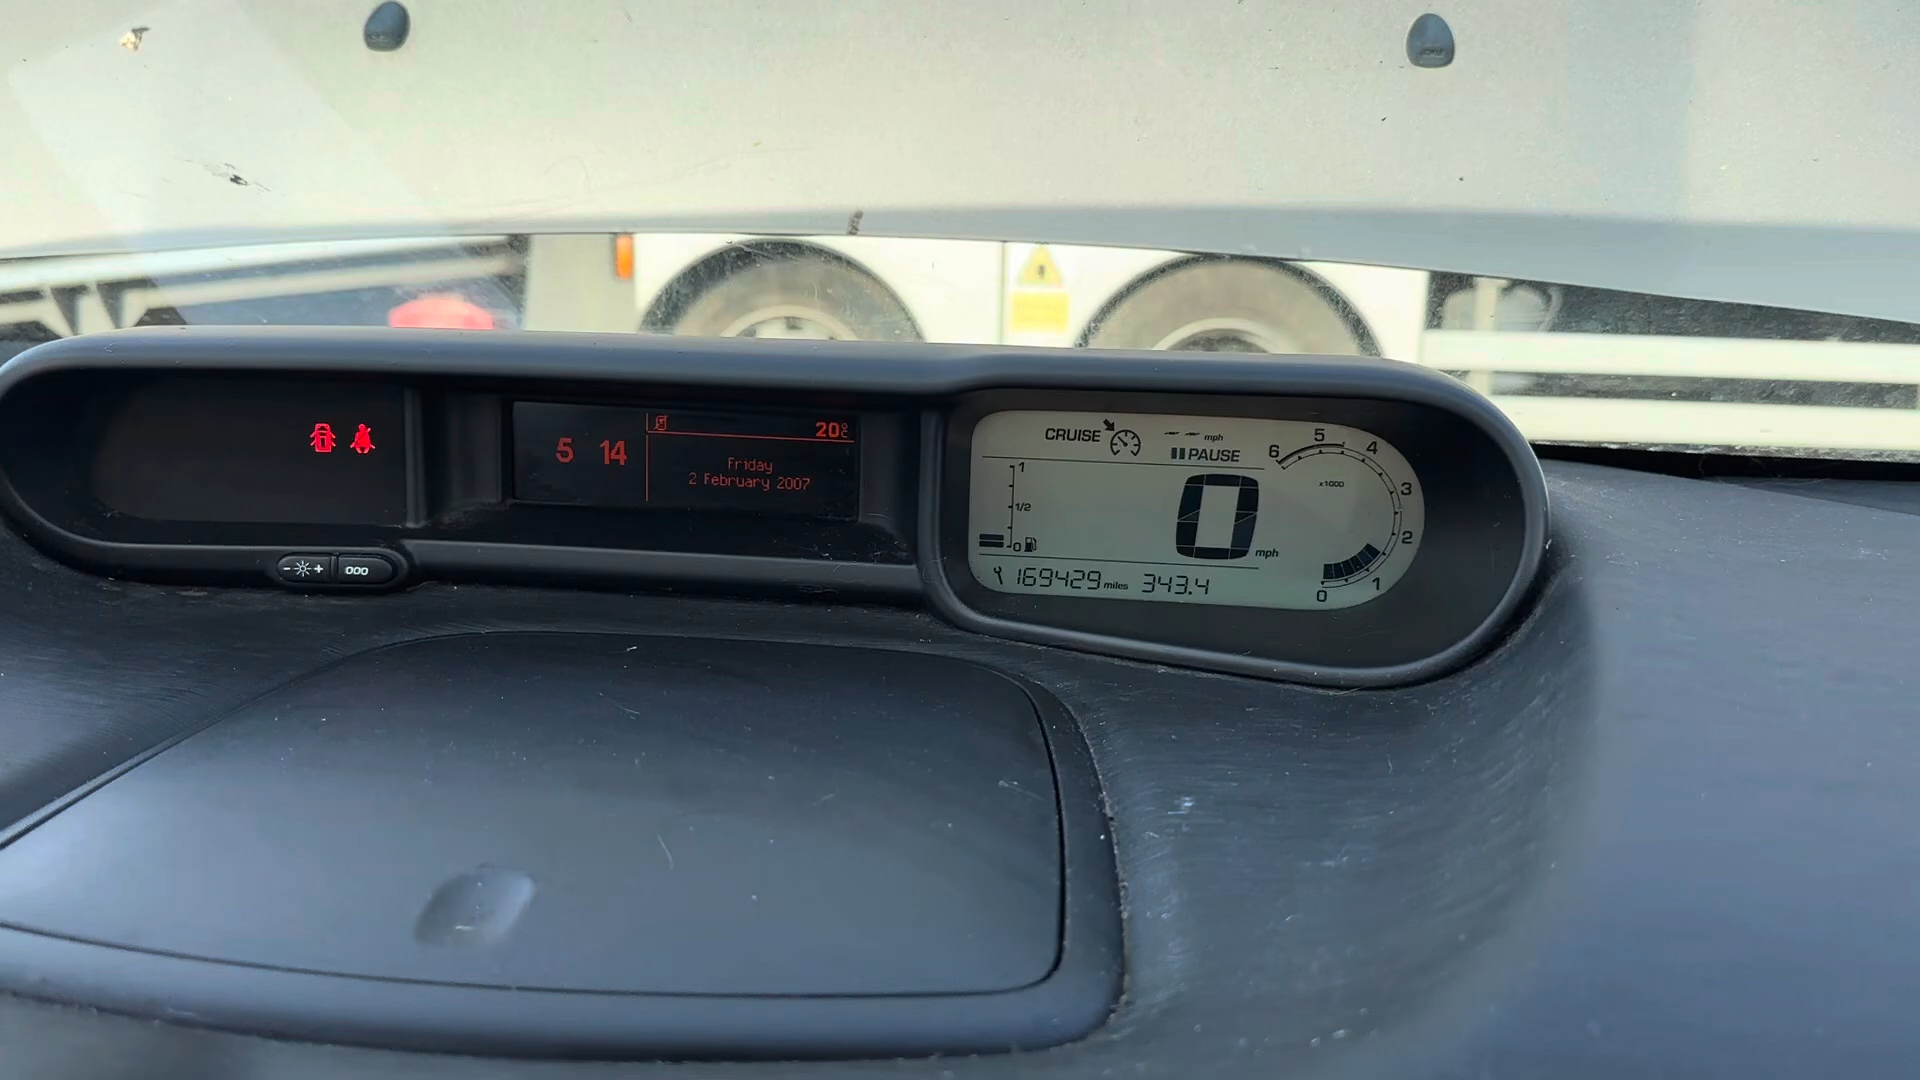 5 14
20°C
Friday
2 February 2007
CRUISE
-- -- mph
PAUSE
1
1/2
0
0 mph
169429 miles 343.4
6 5 4 3 2 1 0
x1000
- +
000